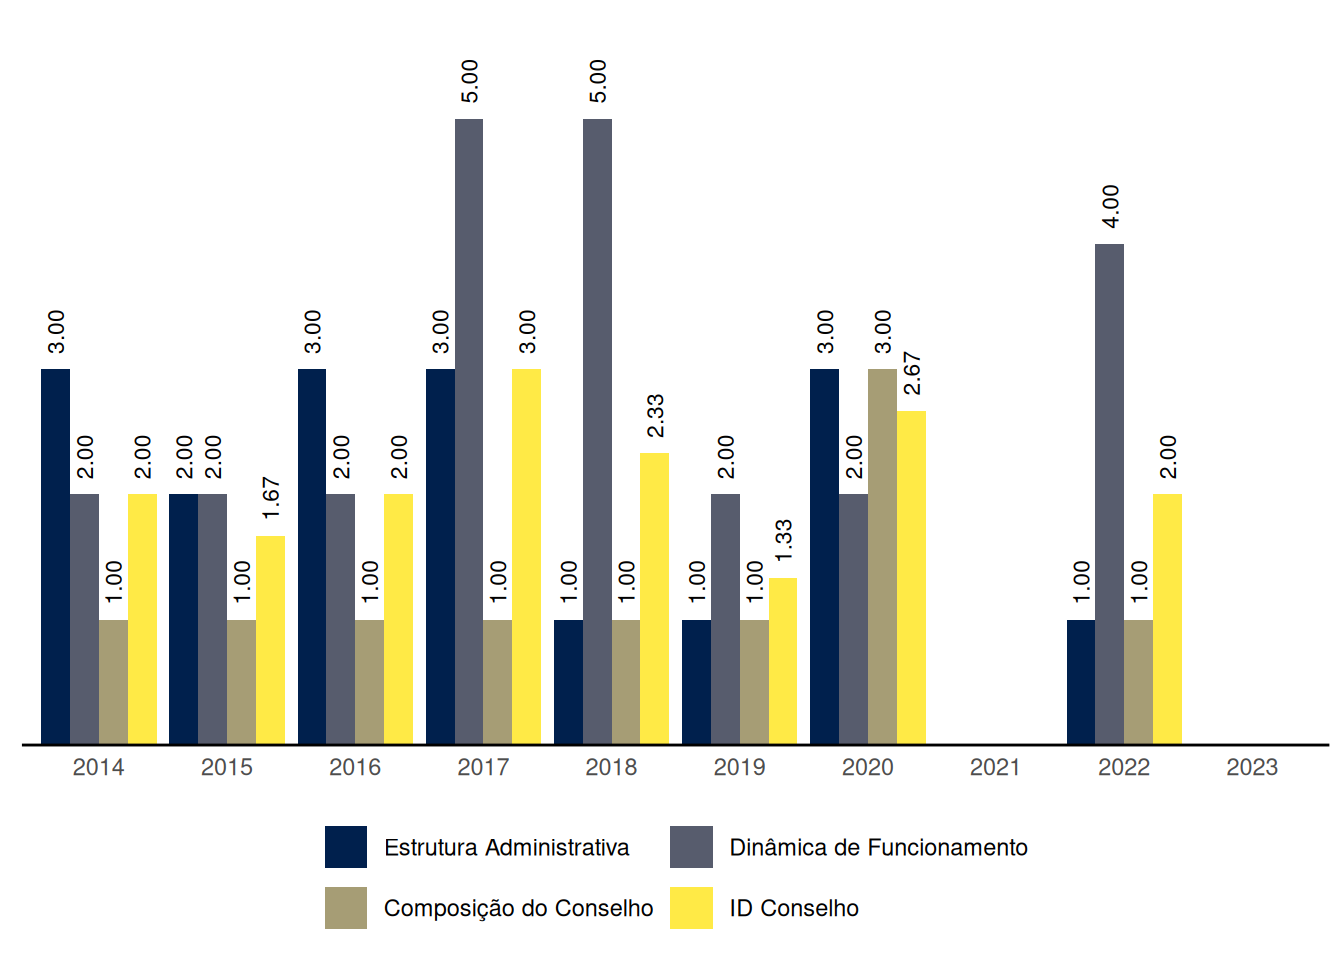 3.00 2.00 1.00 2.00
2.00 2.00 1.00 1.67
3.00 2.00 1.00 2.00
3.00 5.00 1.00 3.00
1.00 5.00 1.00 2.33
1.00 2.00 1.00 1.33
3.00 2.00 3.00 2.67
1.00 4.00 1.00 2.00
2014 2015 2016 2017 2018 2019 2020 2021 2022 2023
Estrutura Administrativa Dinâmica de Funcionamento
Composição do Conselho ID Conselho